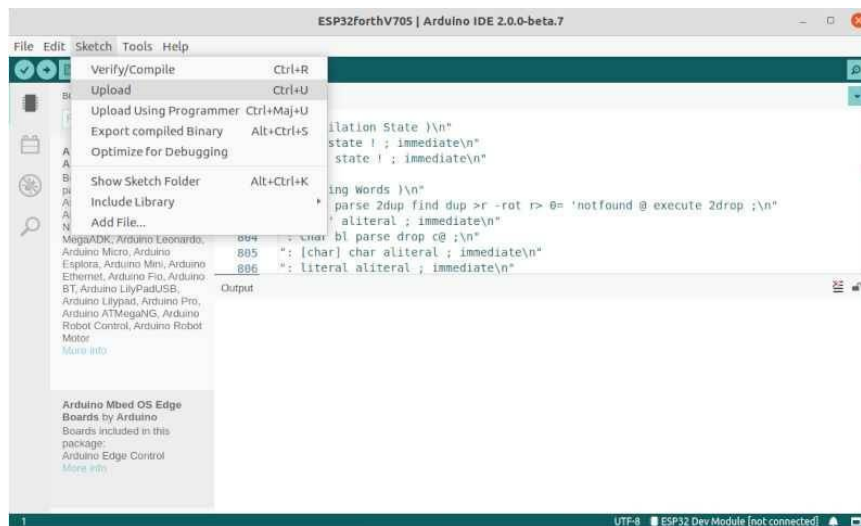 ESP32forthV705 | Arduino IDE 2.0.0-beta.7
File Edit Sketch Tools Help
Verify/Compile Ctrl+R
Upload Ctrl+U
Upload Using Programmer Ctrl+Maj+U
Export compiled Binary Alt+Ctrl+S
Optimize for Debugging
Show Sketch Folder Alt+Ctrl+K
Include Library
Add File...
ilation State )\n"
state ! ; immediate\n"
state ! ; immediate\n"
ing Words )\n"
parse 2dup find dup >r -rot r> 0= 'notfound @ execute 2drop ;\n"
' aliteral ; immediate\n"
804 ": char bl parse drop c@ ;\n"
805 ": [char] char aliteral ; immediate\n"
806 ": literal aliteral ; immediate\n"
Output
MegaADK, Arduino Leonardo,
Arduino Micro, Arduino
Esplora, Arduino Mini, Arduino
Ethernet, Arduino Fio, Arduino
BT, Arduino LilyPadUSB,
Arduino Lilypad, Arduino Pro,
Arduino ATMegaNG, Arduino
Robot Control, Arduino Robot
Motor
More info
Arduino Mbed OS Edge
Boards by Arduino
Boards included in this
package:
Arduino Edge Control
More info
1 UTF-8 ESP32 Dev Module [not connected]